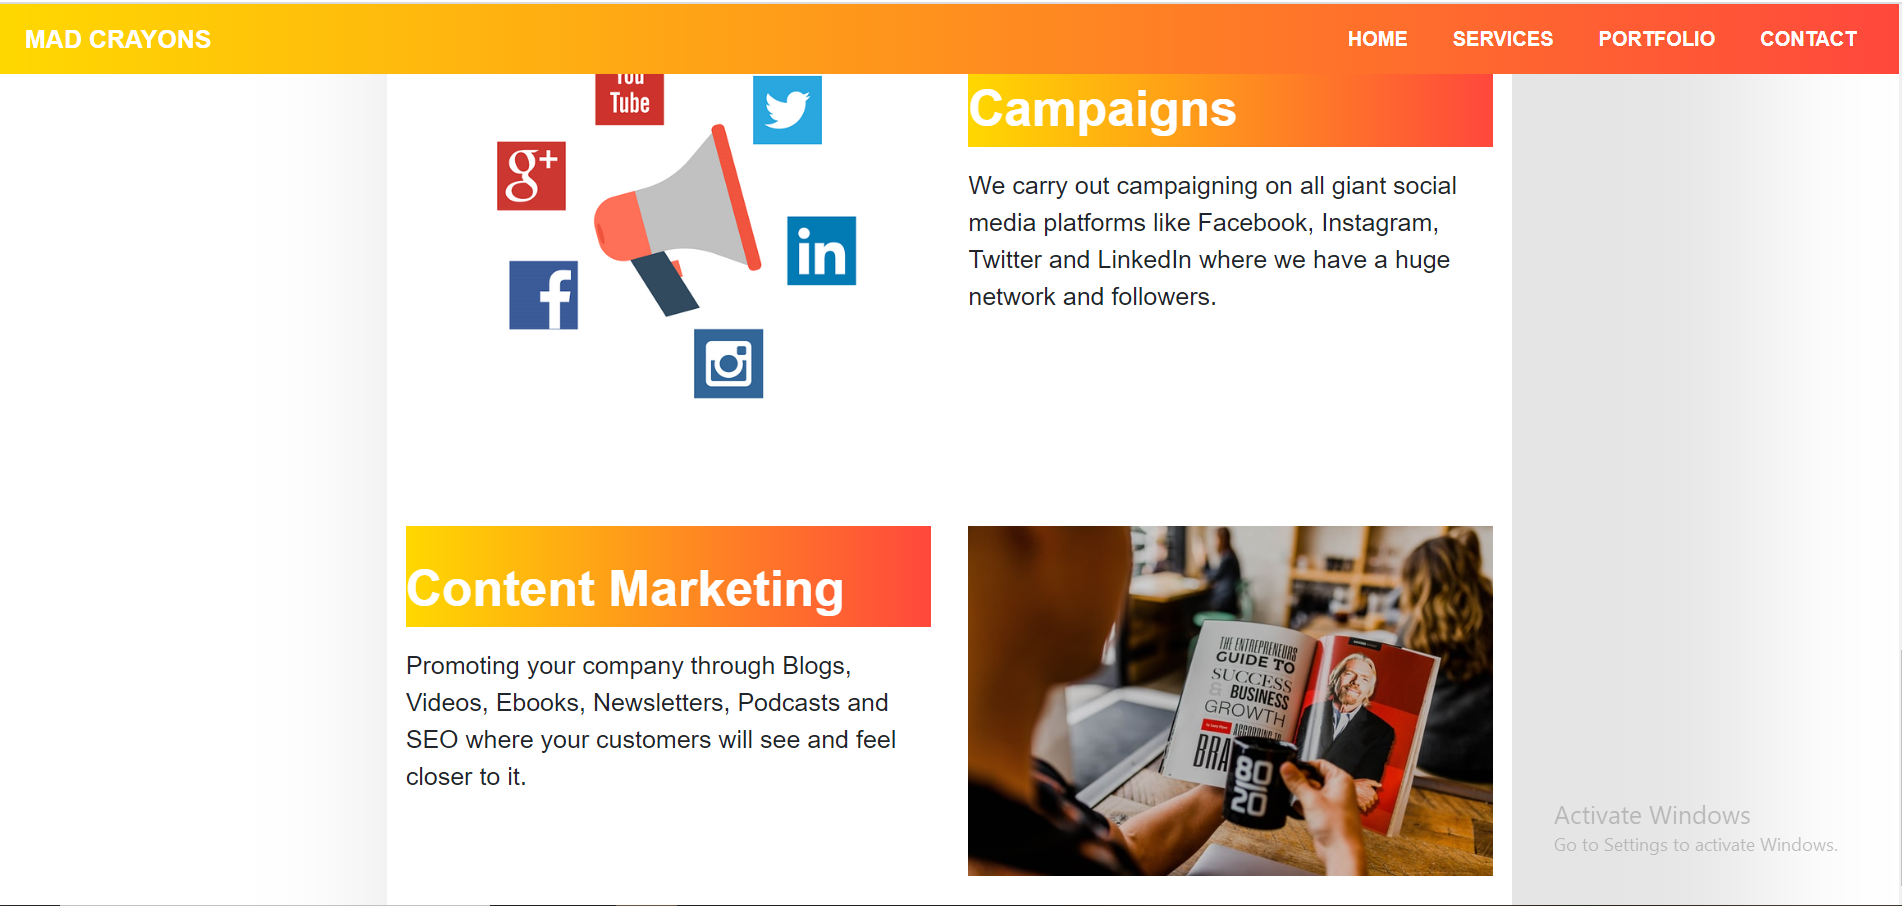 MAD CRAYONS
HOME SERVICES PORTFOLIO CONTACT
You
Tube
g+
in
f
Campaigns
We carry out campaigning on all giant social
media platforms like Facebook, Instagram,
Twitter and LinkedIn where we have a huge
network and followers.
Content Marketing
Promoting your company through Blogs,
Videos, Ebooks, Newsletters, Podcasts and
SEO where your customers will see and feel
closer to it.
THE ENTREPRENEURS
GUIDE TO
SUCCESS
& BUSINESS
GROWTH
ACCORDING TO
BRA
80
20
Activate Windows
Go to Settings to activate Windows.